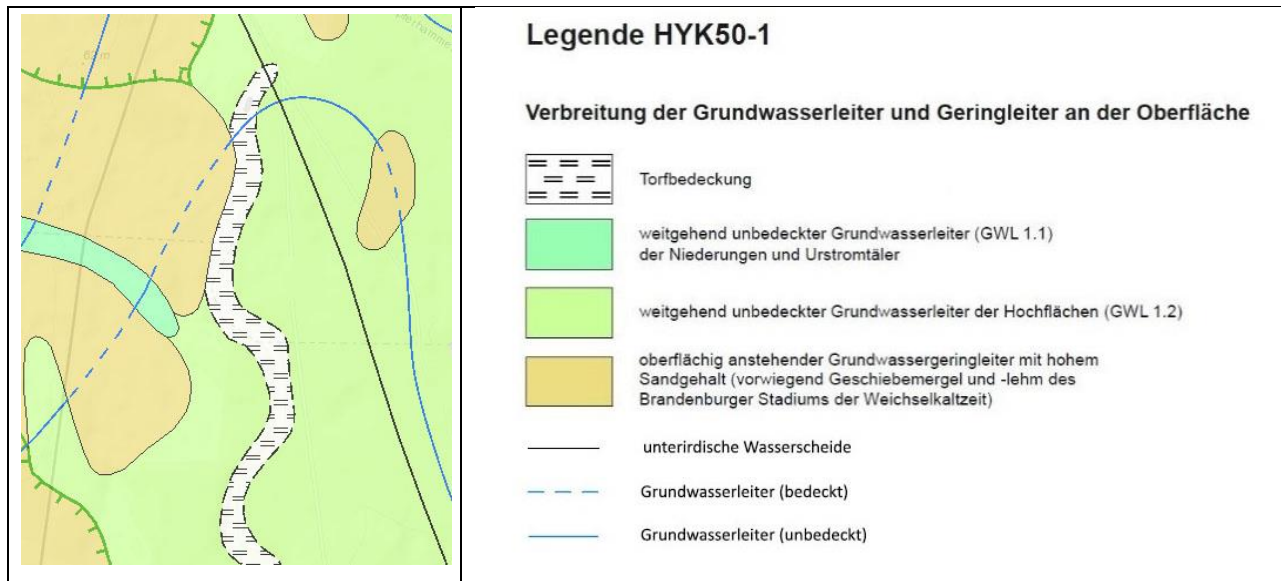 62 m
Legende HYK50-1
Verbreitung der Grundwasserleiter und Geringleiter an der Oberfläche
Torfbedeckung
weitgehend unbedeckter Grundwasserleiter (GWL 1.1)
der Niederungen und Urstromtäler
weitgehend unbedeckter Grundwasserleiter der Hochflächen (GWL 1.2)
oberflächig anstehender Grundwassergeringleiter mit hohem
Sandgehalt (vorwiegend Geschiebemergel und -lehm des
Brandenburger Stadiums der Weichselkaltzeit)
unterirdische Wasserscheide
Grundwasserleiter (bedeckt)
Grundwasserleiter (unbedeckt)